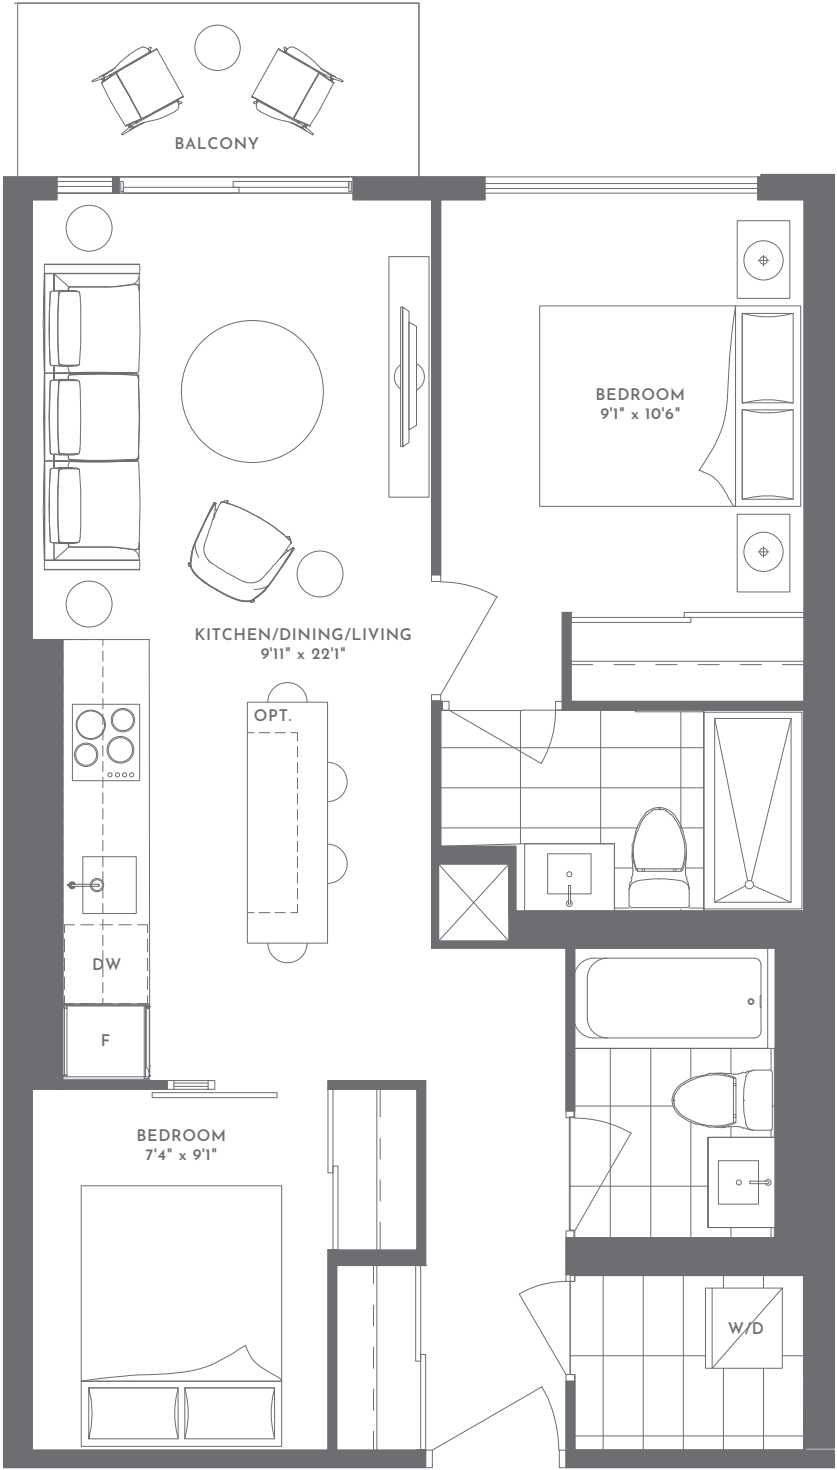 BALCONY
BEDROOM
9'1" x 10'6"
KITCHEN/DINING/LIVING
9'11" x 22'1"
OPT.
DW
F
BEDROOM
7'4" x 9'1"
W/D